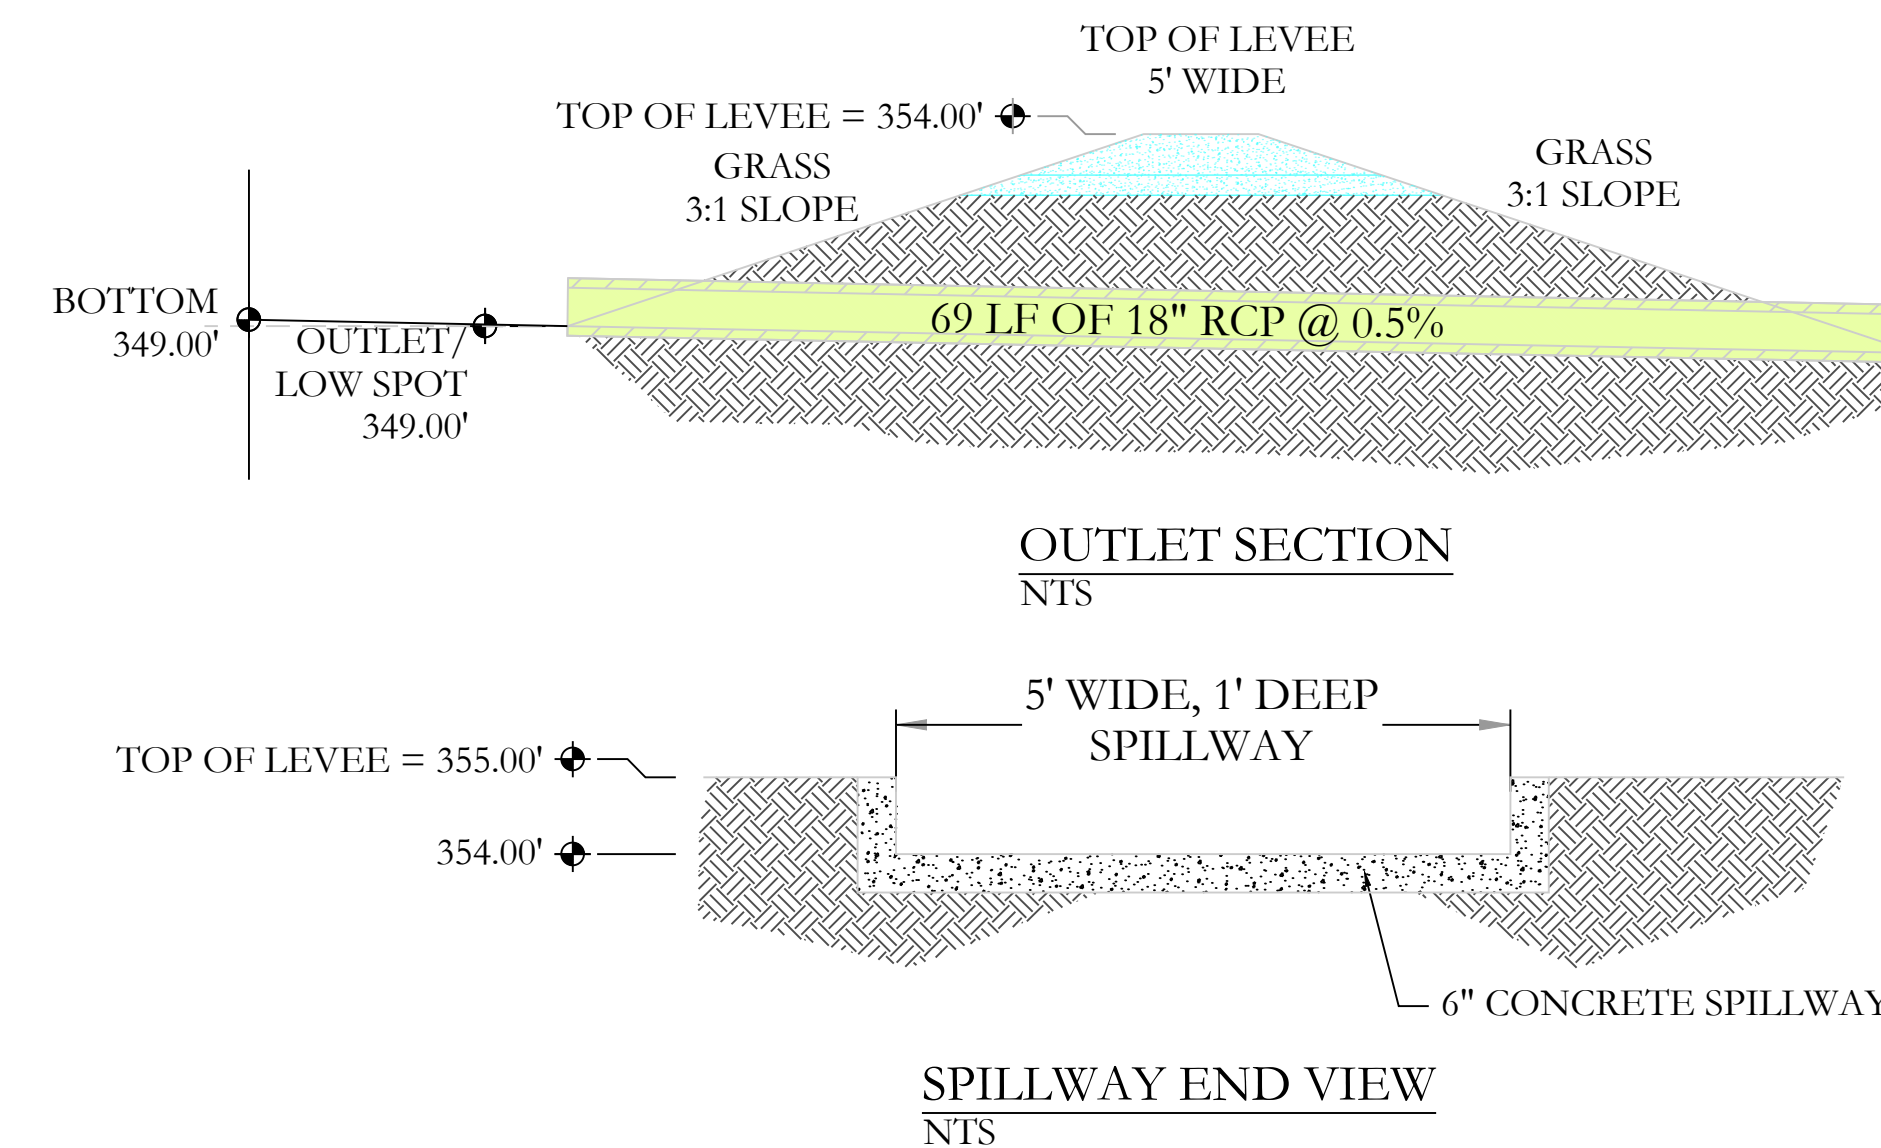 TOP OF LEVEE
5' WIDE
TOP OF LEVEE = 354.00'
GRASS
3:1 SLOPE
GRASS
3:1 SLOPE
BOTTOM
349.00'
OUTLET/
LOW SPOT
349.00'
69 LF OF 18" RCP @ 0.5%
OUTLET SECTION
NTS
5' WIDE, 1' DEEP
SPILLWAY
TOP OF LEVEE = 355.00'
354.00'
6" CONCRETE SPILLWAY
SPILLWAY END VIEW
NTS